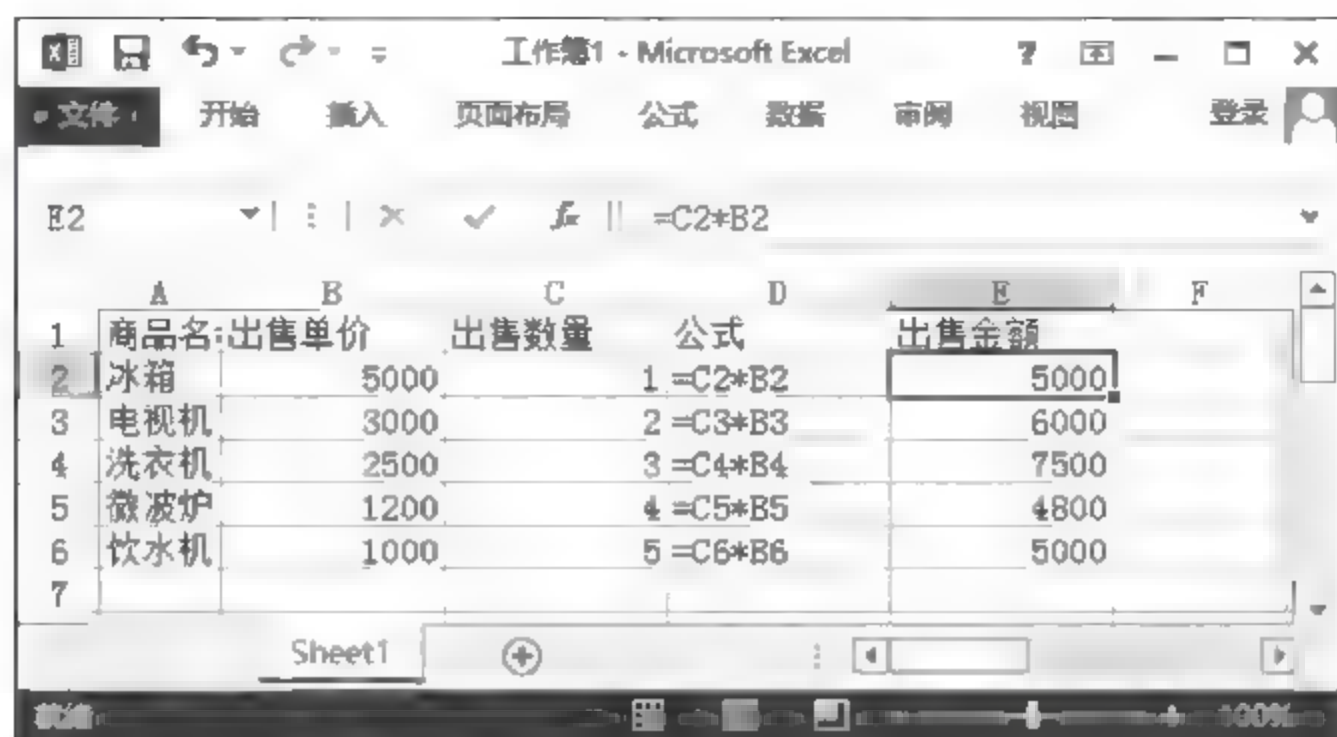 工作簿1 - Microsoft Excel ?
文件 开始 插入 页面布局 公式 数据 审阅 视图 登录
E2 fx =C2*B2
A B C D E F
1 商品名 出售单价 出售数量 公式 出售金额
2 冰箱 5000 1 =C2*B2 5000
3 电视机 3000 2 =C3*B3 6000
4 洗衣机 2500 3 =C4*B4 7500
5 微波炉 1200 4 =C5*B5 4800
6 饮水机 1000 5 =C6*B6 5000
7
Sheet1
100%